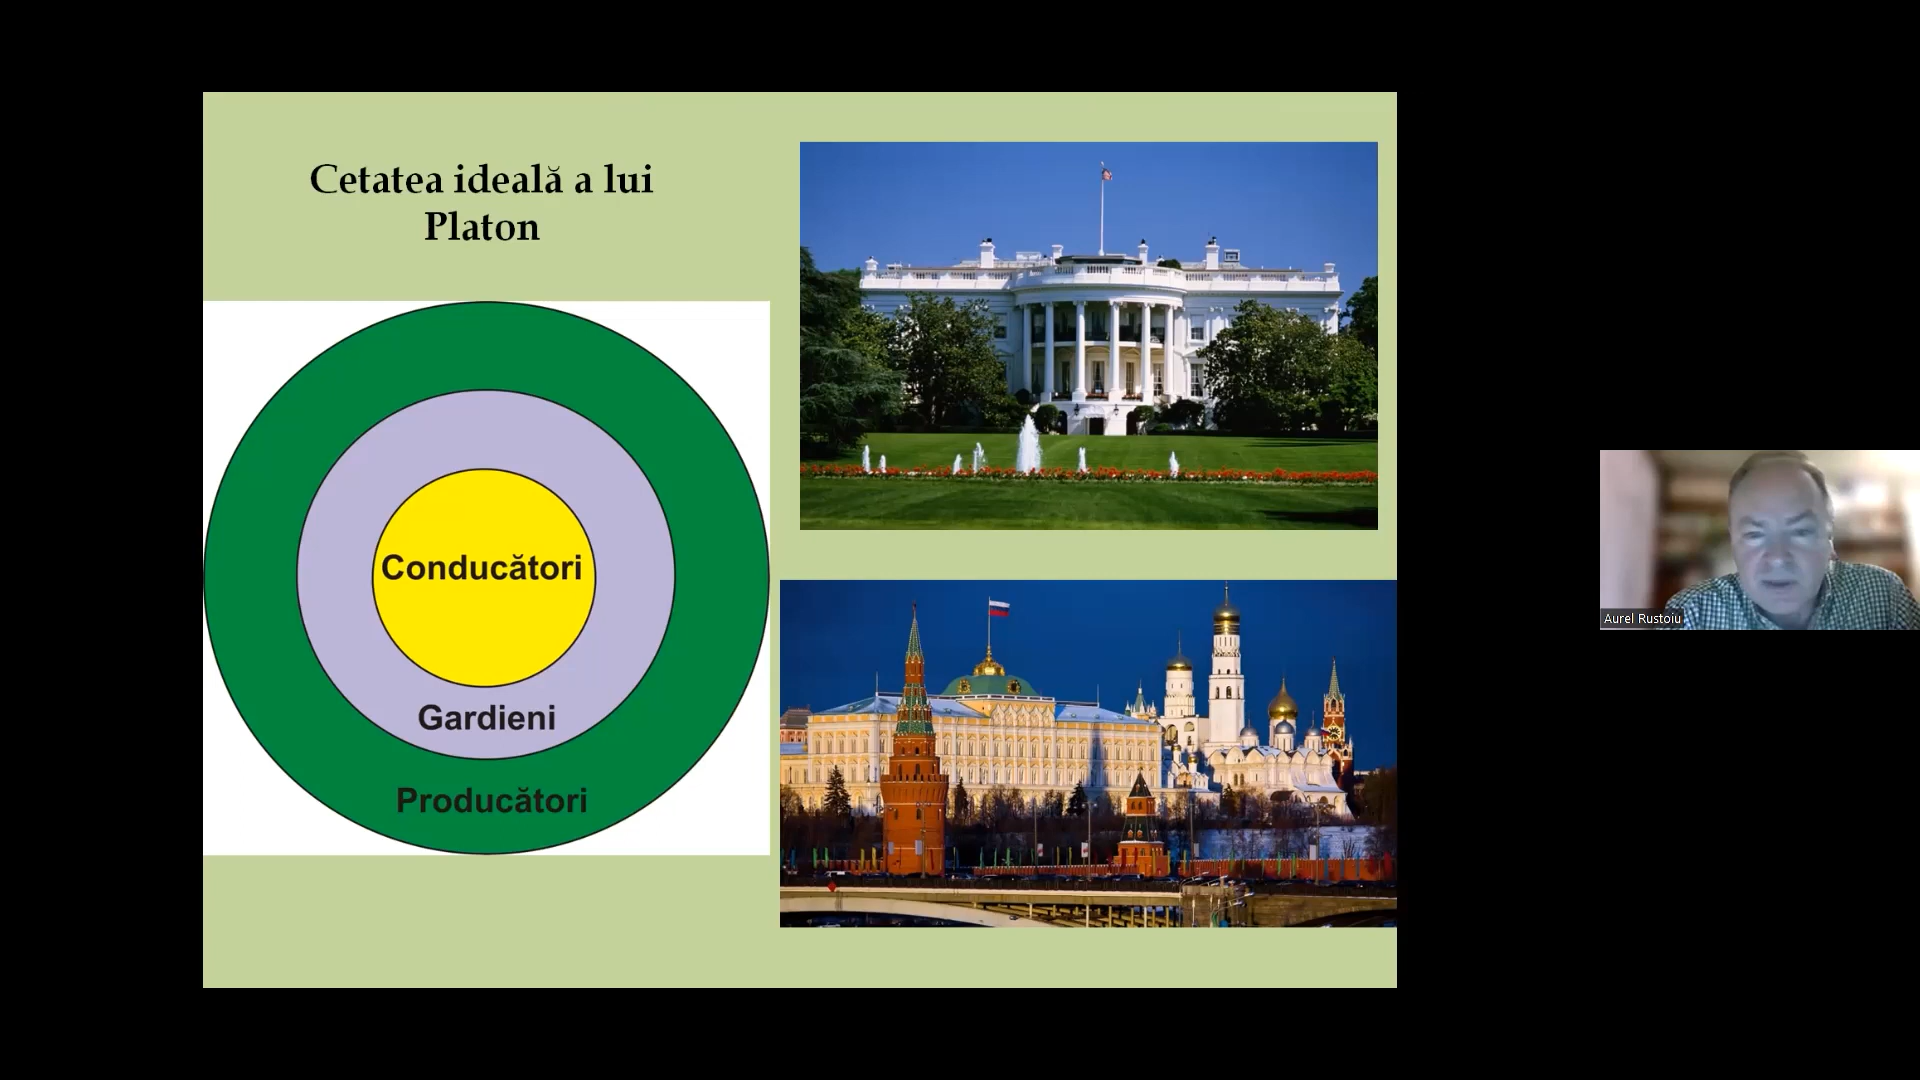 Cetatea ideală a lui
Platon
Conducători
Gardieni
Producători
Aurel Rustoiu